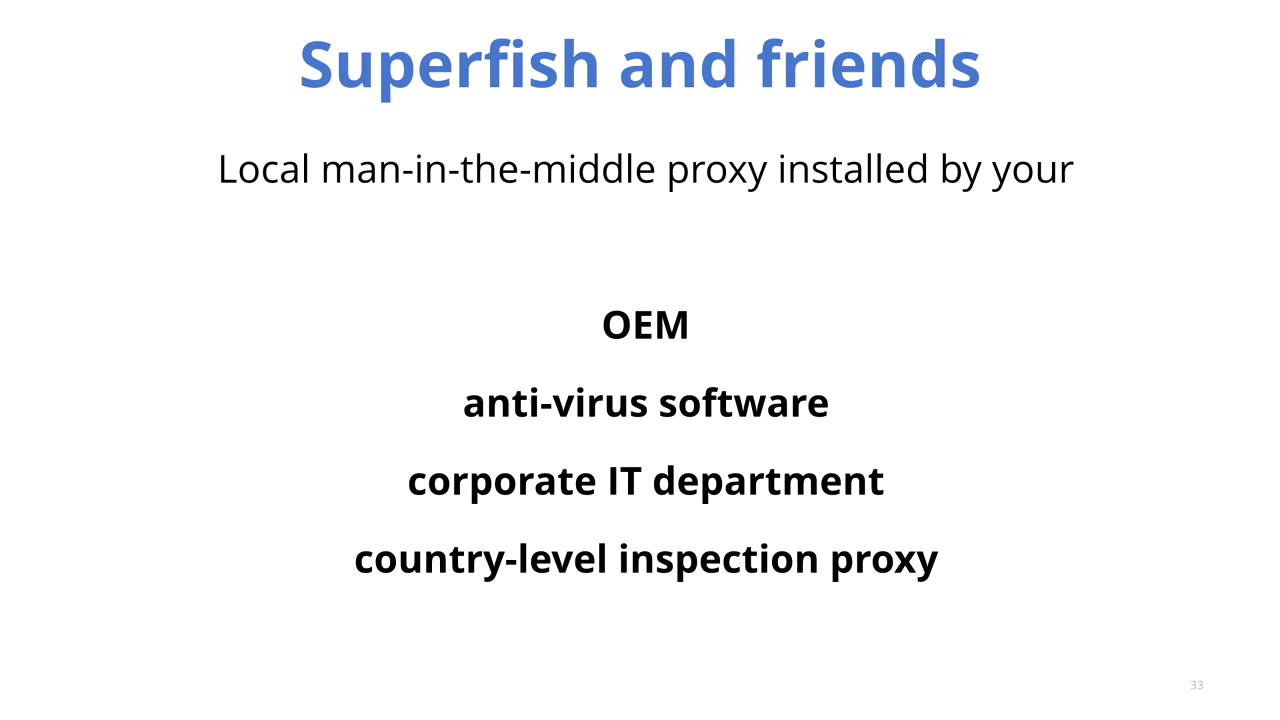 Superfish and friends
Local man-in-the-middle proxy installed by your
OEM
anti-virus software
corporate IT department
country-level inspection proxy
33